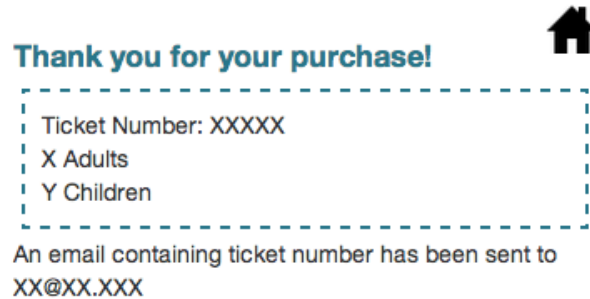 Thank you for your purchase!
Ticket Number: XXXXX
X Adults
Y Children
An email containing ticket number has been sent to
XX@XX.XXX